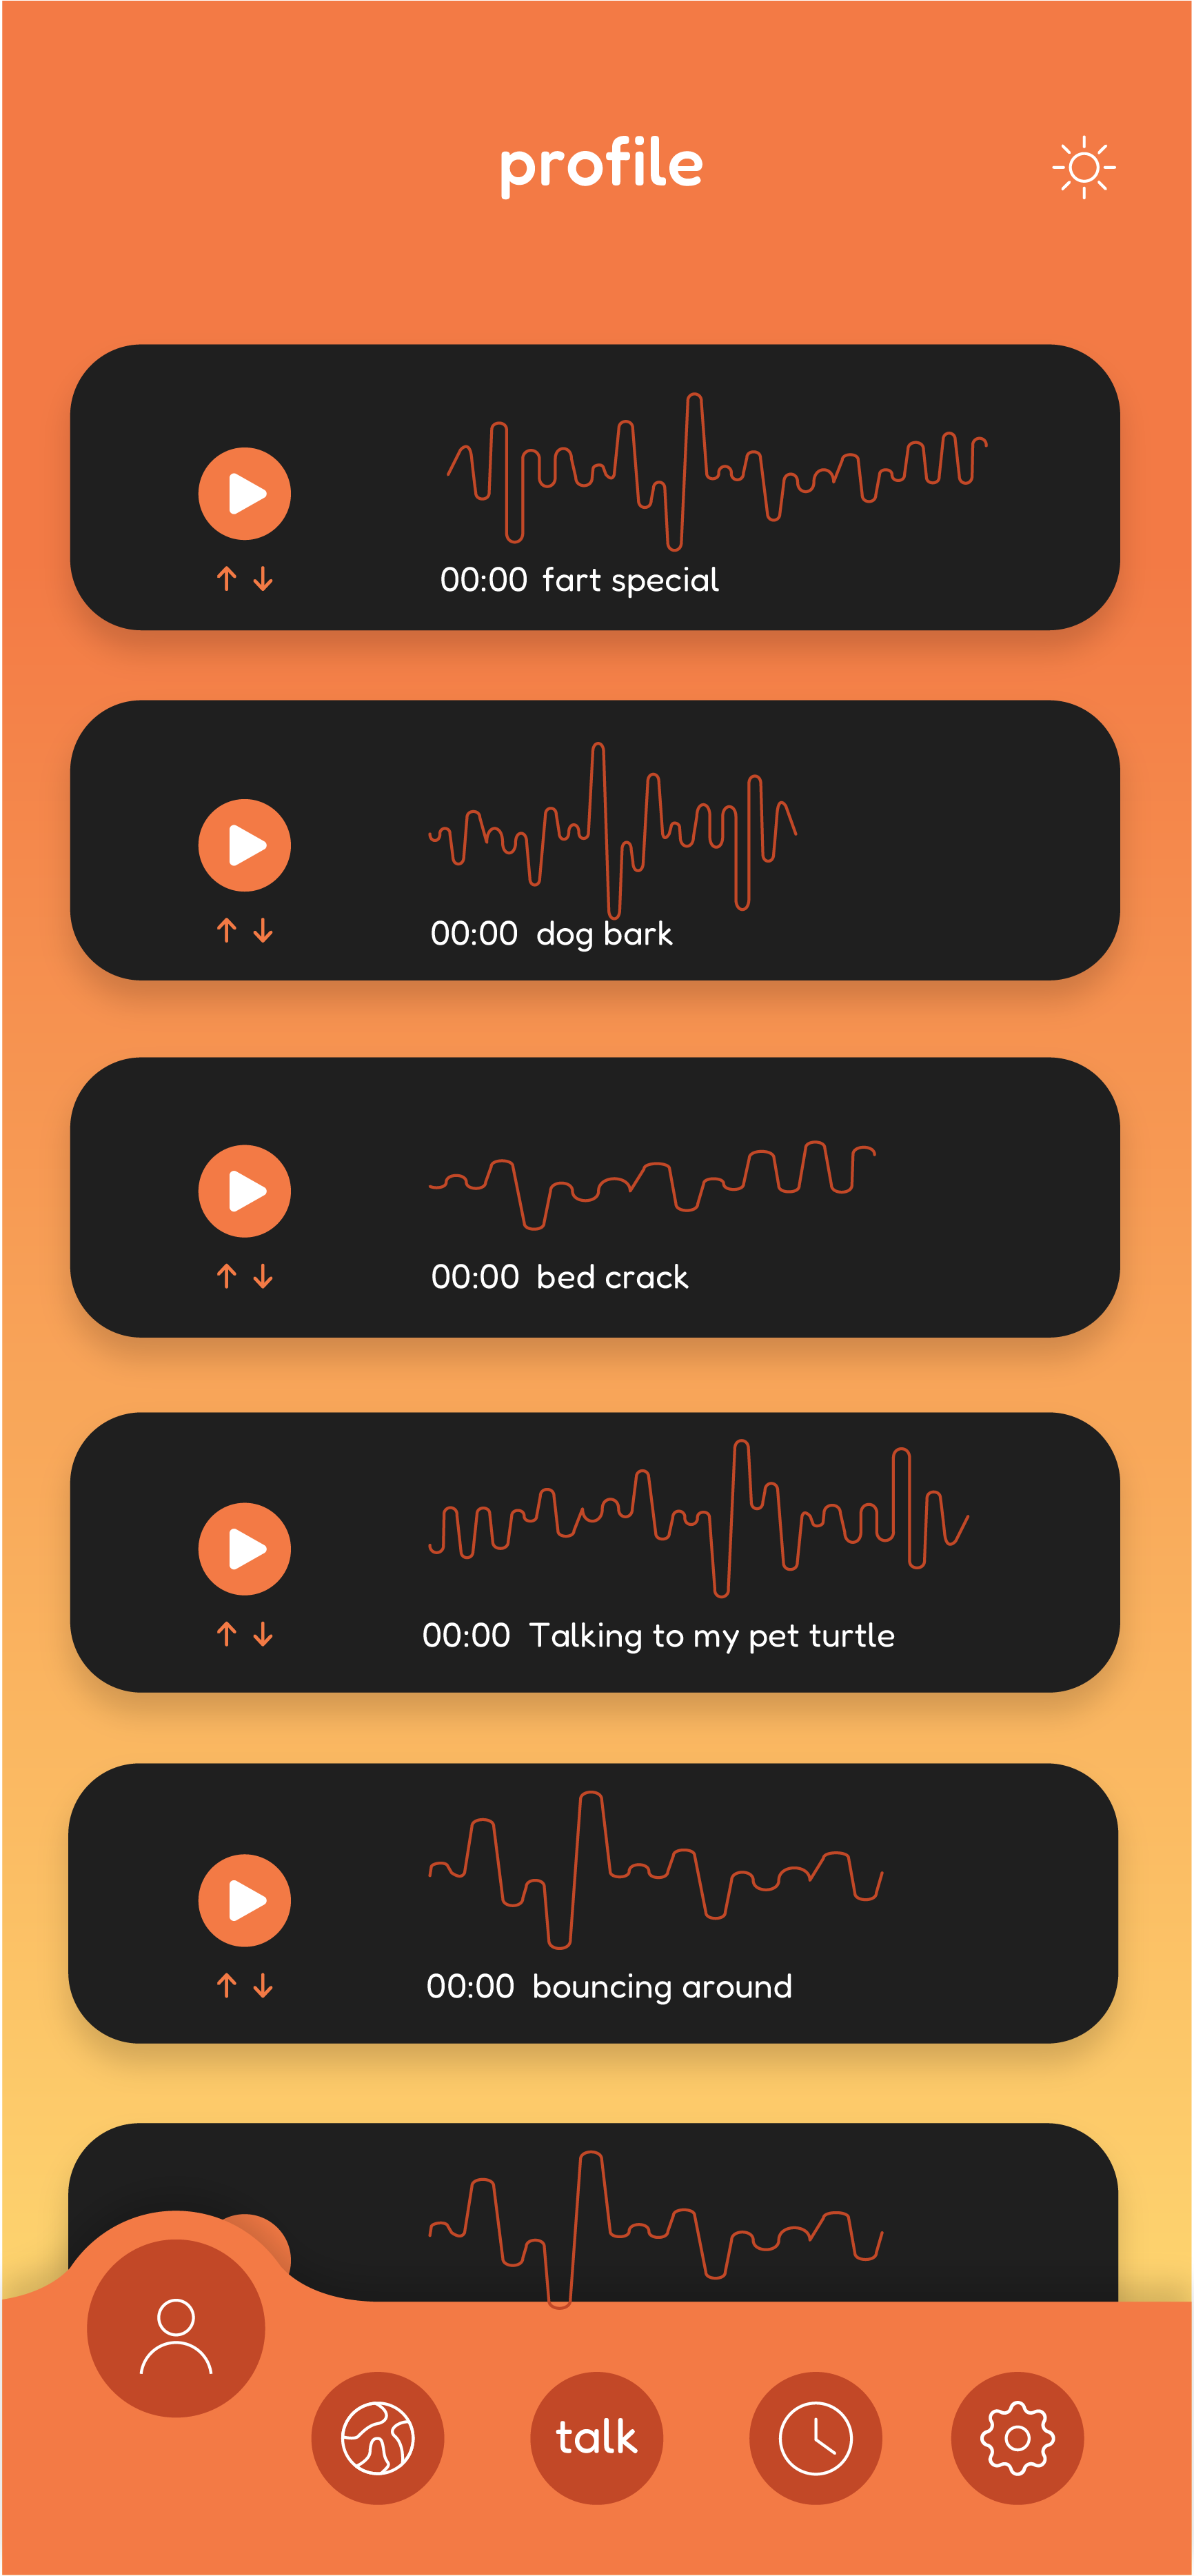 profile
00:00 fart special
00:00 dog bark
00:00 bed crack
00:00 Talking to my pet turtle
00:00 bouncing around
talk